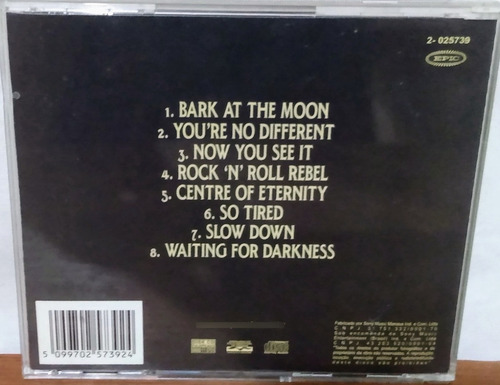 2- 025739
EPIC
1. BARK AT THE MOON
2. YOU'RE NO DIFFERENT
3. NOW YOU SEE IT
4. ROCK 'N' ROLL REBEL
5. CENTRE OF ETERNITY
6. SO TIRED
7. SLOW DOWN
8. WAITING FOR DARKNESS
5 099702 573924